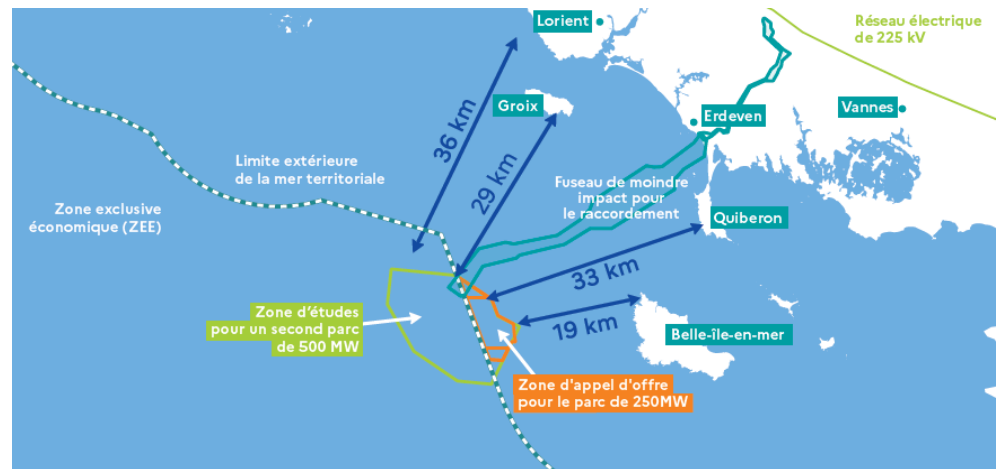 Lorient
Réseau électrique
de 225 kV
Groix
Erdeven
Vannes
36 km
29 km
Limite extérieure
de la mer territoriale
Fuseau de moindre
impact pour
le raccordement
Zone exclusive
économique (ZEE)
Quiberon
33 km
19 km
Zone d'études
pour un second parc
de 500 MW
Belle-île-en-mer
Zone d'appel d'offre
pour le parc de 250MW